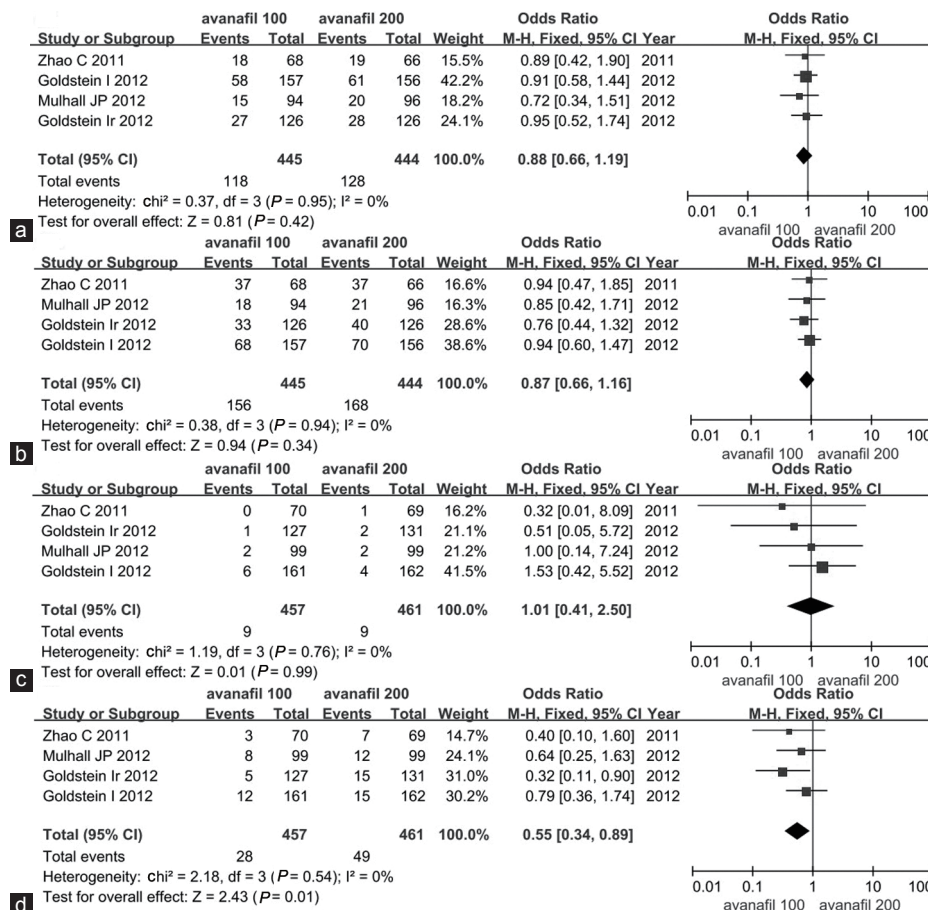 avanafil 100 avanafil 200 Odds Ratio Odds Ratio
Study or Subgroup Events Total Events Total Weight M-H, Fixed, 95% CI Year M-H, Fixed, 95% CI
Zhao C 2011 18 68 19 66 15.5% 0.89 [0.42, 1.90] 2011
Goldstein I 2012 58 157 61 156 42.2% 0.91 [0.58, 1.44] 2012
Mulhall JP 2012 15 94 20 96 18.2% 0.72 [0.34, 1.51] 2012
Goldstein Ir 2012 27 126 28 126 24.1% 0.95 [0.52, 1.74] 2012
Total (95% CI) 445 444 100.0% 0.88 [0.66, 1.19]
Total events 118 128
Heterogeneity: chi² = 0.37, df = 3 (P = 0.95); I² = 0%
Test for overall effect: Z = 0.81 (P = 0.42)
0.01 0.1 1 10 100
avanafil 100 avanafil 200
a
avanafil 100 avanafil 200 Odds Ratio Odds Ratio
Study or Subgroup Events Total Events Total Weight M-H, Fixed, 95% CI Year M-H, Fixed, 95% CI
Zhao C 2011 37 68 37 66 16.6% 0.94 [0.47, 1.85] 2011
Mulhall JP 2012 18 94 21 96 16.3% 0.85 [0.42, 1.71] 2012
Goldstein Ir 2012 33 126 40 126 28.6% 0.76 [0.44, 1.32] 2012
Goldstein I 2012 68 157 70 156 38.6% 0.94 [0.60, 1.47] 2012
Total (95% CI) 445 444 100.0% 0.87 [0.66, 1.16]
Total events 156 168
Heterogeneity: chi² = 0.38, df = 3 (P = 0.94); I² = 0%
Test for overall effect: Z = 0.94 (P = 0.34)
0.01 0.1 1 10 100
avanafil 100 avanafil 200
b
avanafil 100 avanafil 200 Odds Ratio Odds Ratio
Study or Subgroup Events Total Events Total Weight M-H, Fixed, 95% CI Year M-H, Fixed, 95% CI
Zhao C 2011 0 70 1 69 16.2% 0.32 [0.01, 8.09] 2011
Goldstein Ir 2012 1 127 2 131 21.1% 0.51 [0.05, 5.72] 2012
Mulhall JP 2012 2 99 2 99 21.2% 1.00 [0.14, 7.24] 2012
Goldstein I 2012 6 161 4 162 41.5% 1.53 [0.42, 5.52] 2012
Total (95% CI) 457 461 100.0% 1.01 [0.41, 2.50]
Total events 9 9
Heterogeneity: chi² = 1.19, df = 3 (P = 0.76); I² = 0%
Test for overall effect: Z = 0.01 (P = 0.99)
0.01 0.1 1 10 100
avanafil 100 avanafil 200
c
avanafil 100 avanafil 200 Odds Ratio Odds Ratio
Study or Subgroup Events Total Events Total Weight M-H, Fixed, 95% CI Year M-H, Fixed, 95% CI
Zhao C 2011 3 70 7 69 14.7% 0.40 [0.10, 1.60] 2011
Mulhall JP 2012 8 99 12 99 24.1% 0.64 [0.25, 1.63] 2012
Goldstein Ir 2012 5 127 15 131 31.0% 0.32 [0.11, 0.90] 2012
Goldstein I 2012 12 161 15 162 30.2% 0.79 [0.36, 1.74] 2012
Total (95% CI) 457 461 100.0% 0.55 [0.34, 0.89]
Total events 28 49
Heterogeneity: chi² = 2.18, df = 3 (P = 0.54); I² = 0%
Test for overall effect: Z = 2.43 (P = 0.01)
0.01 0.1 1 10 100
avanafil 100 avanafil 200
d